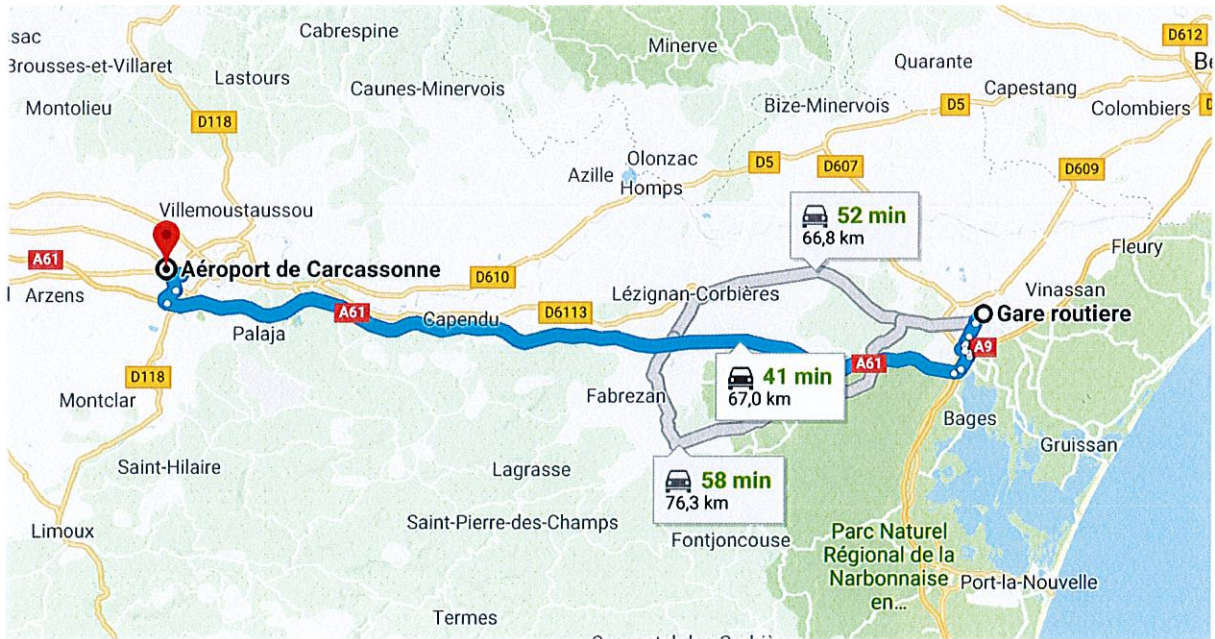 sac
Cabrespine
Minerve
D612
Brousses-et-Villaret
Lastours
Quarante
Be
Caunes-Minervois
Capestang
Montolieu
Bize-Minervois
D5
Colombiers
D118
Olonzac
D5
D607
D609
Azille
Homps
Villemoustaussou
52 min
66,8 km
Fleury
A61
Aéroport de Carcassonne
D610
Arzens
Lézignan-Corbières
Vinassan
A61
Capendu
D6113
Gare routiere
Palaja
A9
D118
41 min
67,0 km
A61
Montclar
Fabrezan
Bages
Gruissan
Saint-Hilaire
Lagrasse
58 min
76,3 km
Saint-Pierre-des-Champs
Limoux
Fontjoncouse
Parc Naturel
Régional de la
Narbonnaise
en...
Port-la-Nouvelle
Termes